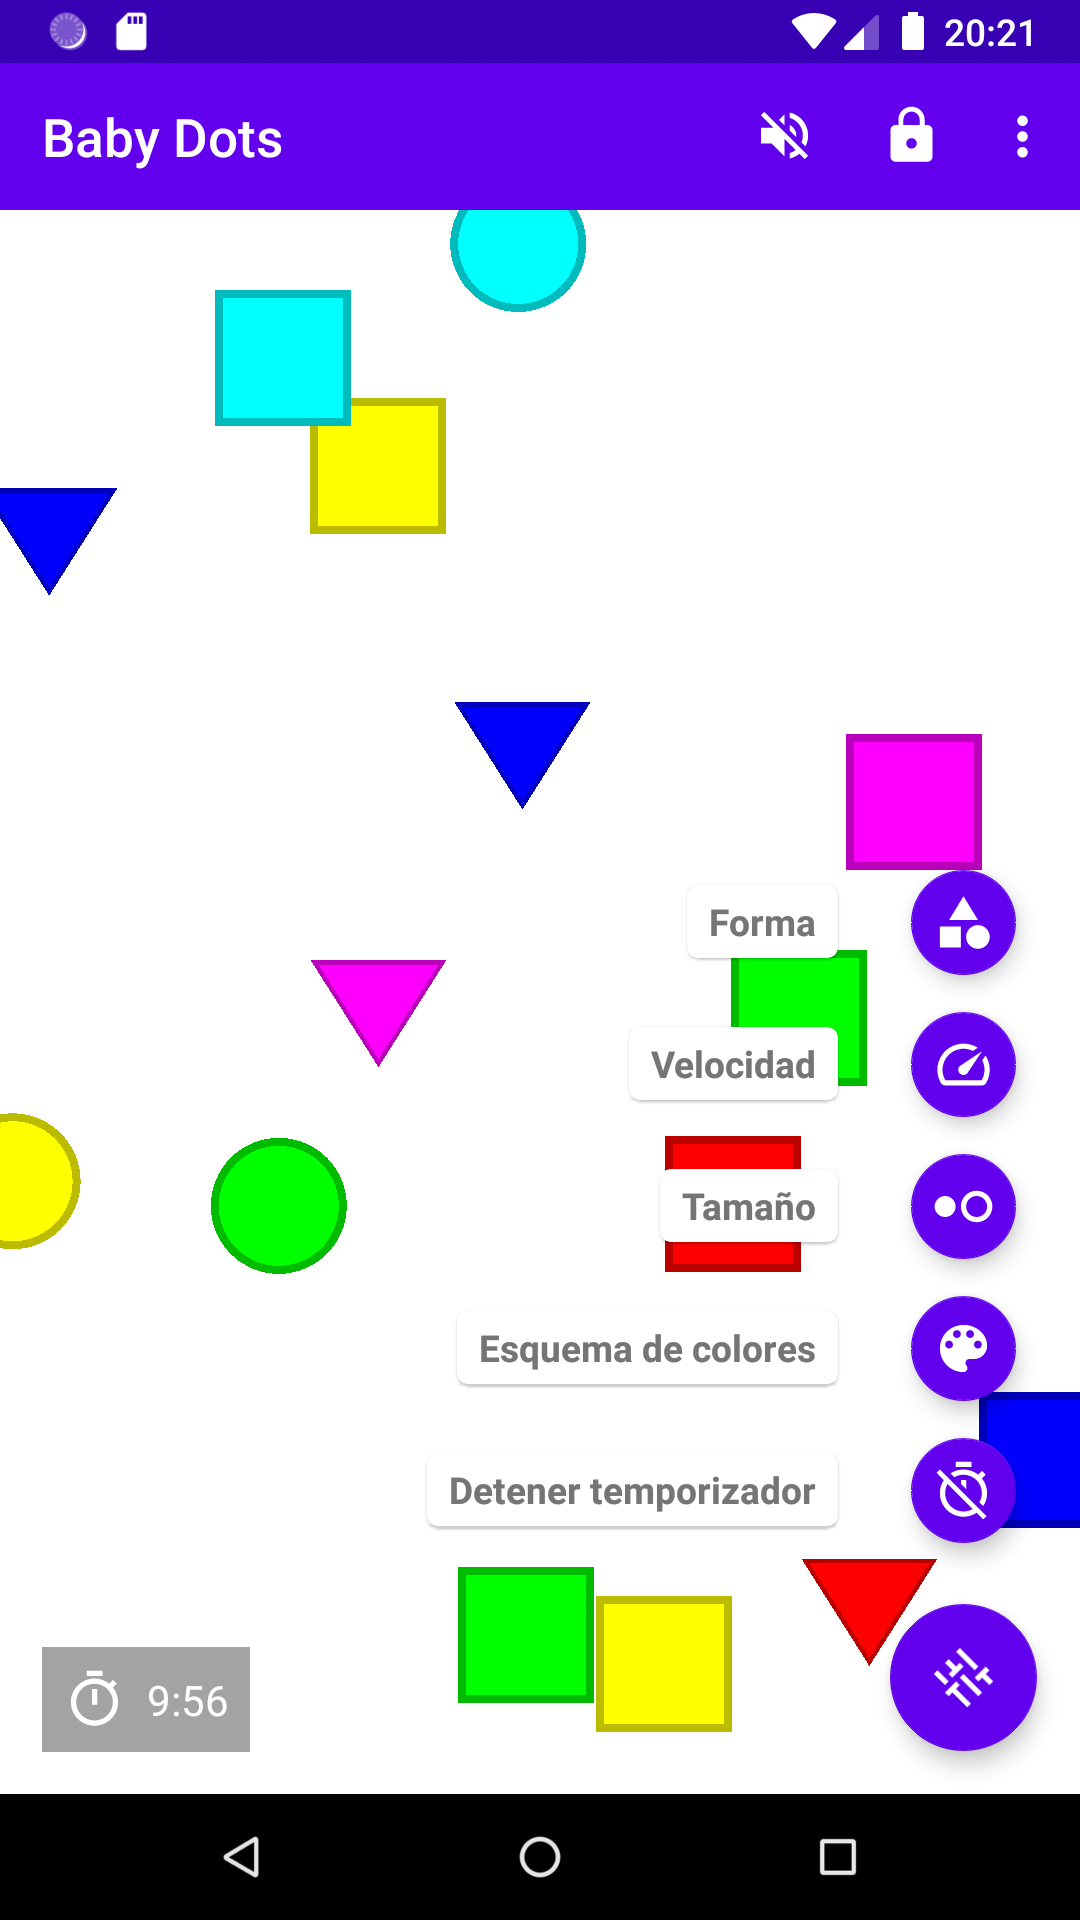 20:21
Baby Dots
Forma
Velocidad
Tamaño
Esquema de colores
Detener temporizador
9:56